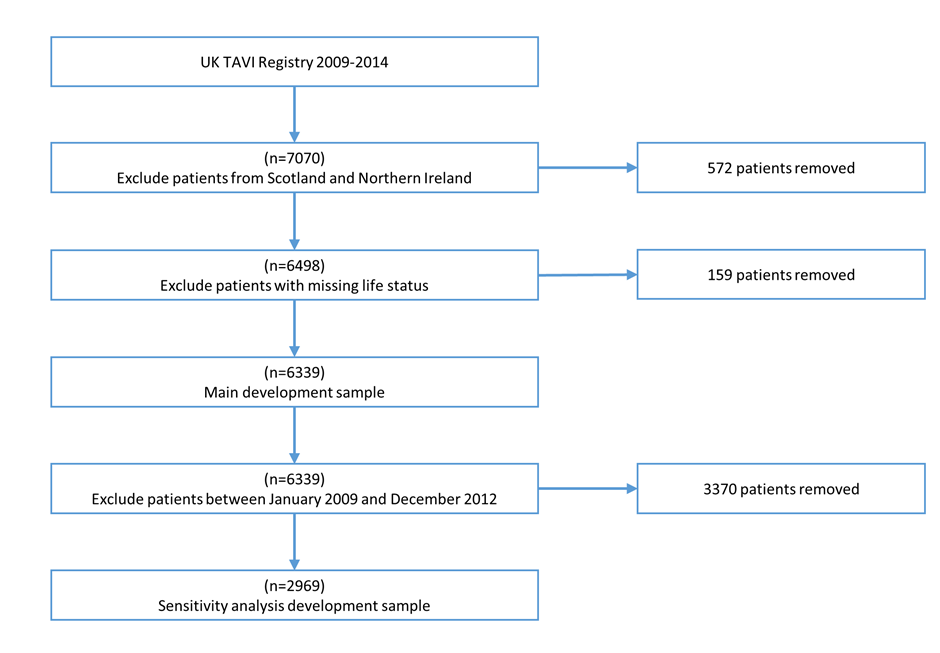 UK TAVI Registry 2009-2014
(n=7070)
Exclude patients from Scotland and Northern Ireland
572 patients removed
(n=6498)
Exclude patients with missing life status
159 patients removed
(n=6339)
Main development sample
(n=6339)
Exclude patients between January 2009 and December 2012
3370 patients removed
(n=2969)
Sensitivity analysis development sample